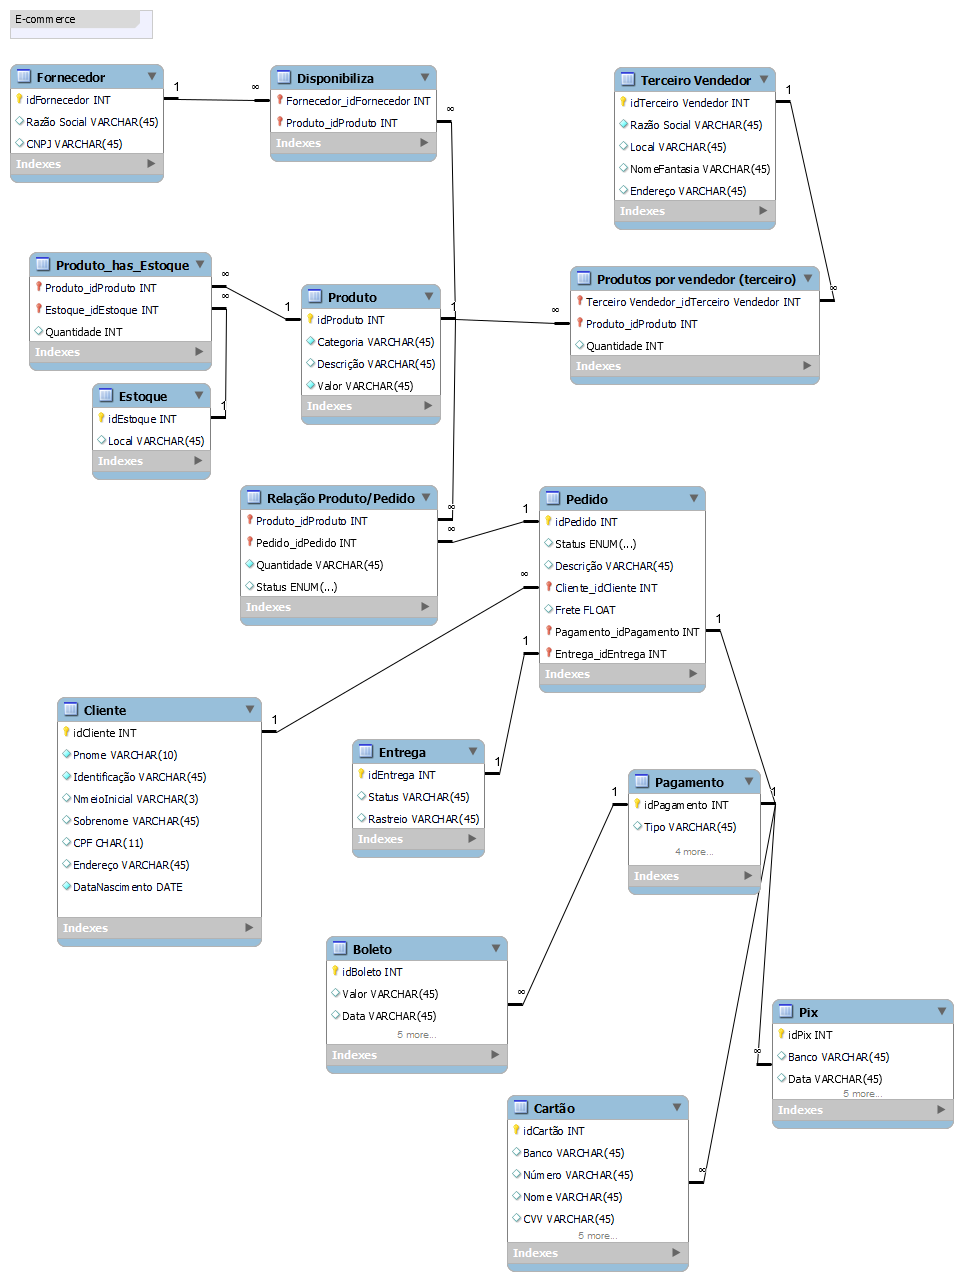 E-commerce
Fornecedor
idFornecedor INT
Razão Social VARCHAR(45)
CNPJ VARCHAR(45)
Indexes
1
∞
Disponibiliza
Fornecedor_idFornecedor INT
Produto_idProduto INT
Indexes
∞
Terceiro Vendedor
idTerceiro Vendedor INT
Razão Social VARCHAR(45)
Local VARCHAR(45)
NomeFantasia VARCHAR(45)
Endereço VARCHAR(45)
Indexes
1
∞
Produto_has_Estoque
Produto_idProduto INT
Estoque_idEstoque INT
Quantidade INT
Indexes
∞
∞
1
Produto
idProduto INT
Categoria VARCHAR(45)
Descrição VARCHAR(45)
Valor VARCHAR(45)
Indexes
1
∞
Produtos por vendedor (terceiro)
Terceiro Vendedor_idTerceiro Vendedor INT
Produto_idProduto INT
Quantidade INT
Indexes
Estoque
idEstoque INT
Local VARCHAR(45)
Indexes
1
Relação Produto/Pedido
Produto_idProduto INT
Pedido_idPedido INT
Quantidade VARCHAR(45)
Status ENUM(...)
Indexes
∞
∞
1
∞
1
Pedido
idPedido INT
Status ENUM(...)
Descrição VARCHAR(45)
Cliente_idCliente INT
Frete FLOAT
Pagamento_idPagamento INT
Entrega_idEntrega INT
Indexes
1
Cliente
idCliente INT
Pnome VARCHAR(10)
Identificação VARCHAR(45)
NmeioInicial VARCHAR(3)
Sobrenome VARCHAR(45)
CPF CHAR(11)
Endereço VARCHAR(45)
DataNascimento DATE
Indexes
1
Entrega
idEntrega INT
Status VARCHAR(45)
Rastreio VARCHAR(45)
Indexes
1
1
Pagamento
idPagamento INT
Tipo VARCHAR(45)
4 more...
Indexes
1
Boleto
idBoleto INT
Valor VARCHAR(45)
Data VARCHAR(45)
5 more...
Indexes
∞
Pix
idPix INT
Banco VARCHAR(45)
Data VARCHAR(45)
5 more...
Indexes
∞
Cartão
idCartão INT
Banco VARCHAR(45)
Número VARCHAR(45)
Nome VARCHAR(45)
CVV VARCHAR(45)
5 more...
Indexes
∞